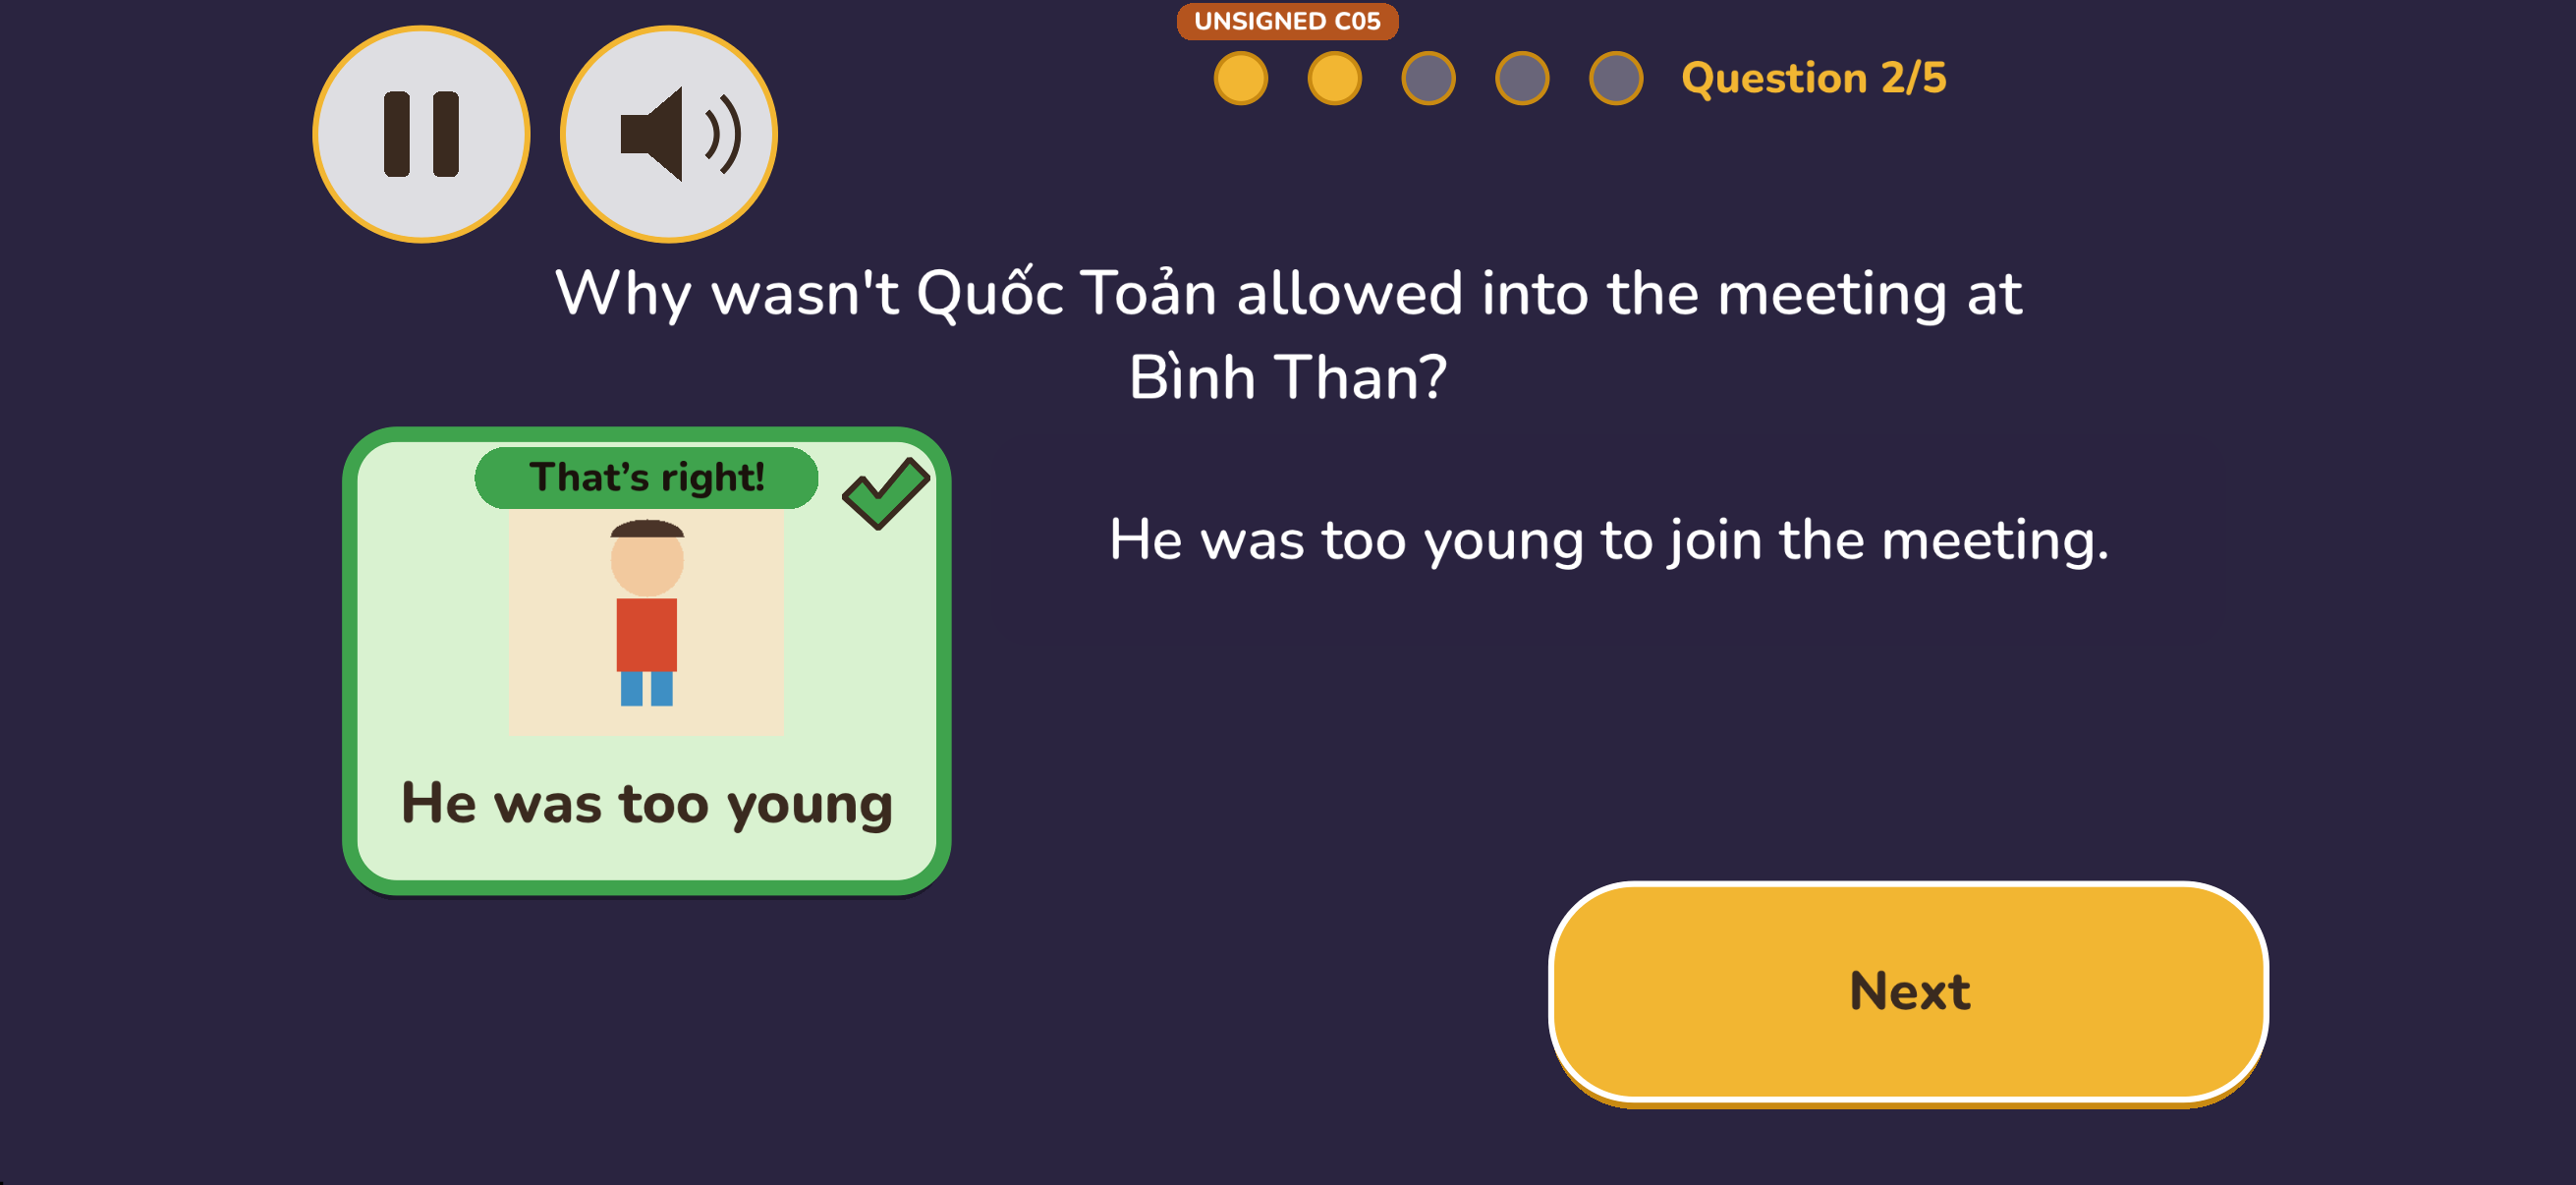 UNSIGNED C05
Question 2/5
Why wasn't Quốc Toản allowed into the meeting at
Bình Than?
That’s right!
He was too young
He was too young to join the meeting.
Next